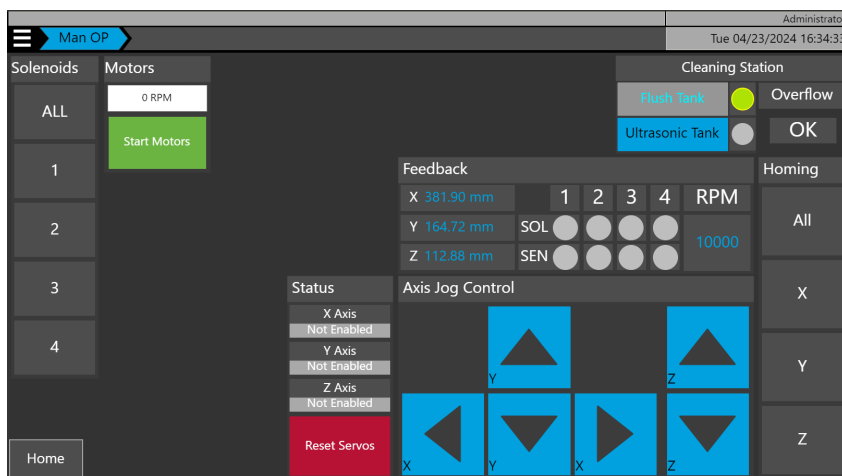 Administrato
Man OP
Tue 04/23/2024 16:34:33
Solenoids
Motors
Cleaning Station
0 RPM
Flush Tank
Overflow
ALL
Start Motors
Ultrasonic Tank
OK
1
Feedback
Homing
X 381.90 mm
1 2 3 4 RPM
2
Y 164.72 mm
SOL
All
10000
Z 112.88 mm
SEN
3
Status
Axis Jog Control
X
X Axis
Not Enabled
4
Y Axis
Not Enabled
Y
Z Axis
Not Enabled
Y
Z
Reset Servos
Z
Home
X
Y
X
Z